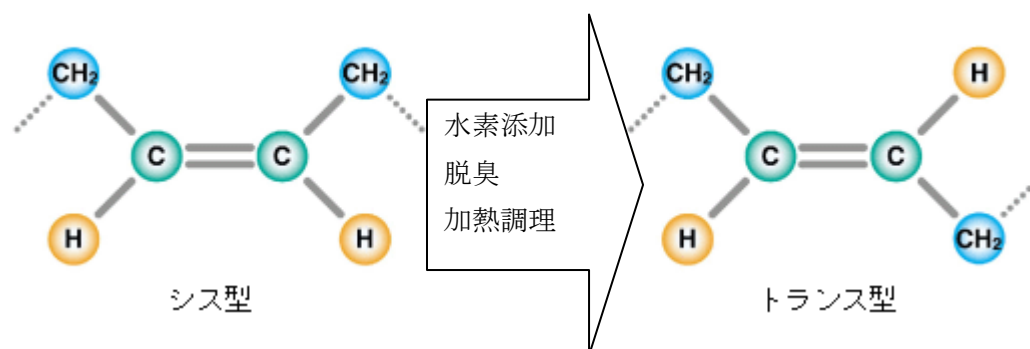 CH₂ CH₂ CH₂ H
C C C C
H H H CH₂
水素添加
脱臭
加熱調理
シス型
トランス型